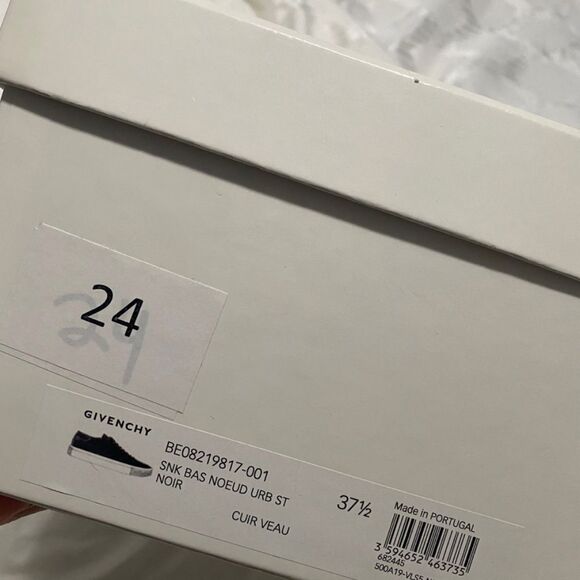 24
24
GIVENCHY
BE08219817-001
SNK BAS NOEUD URB ST
NOIR
CUIR VEAU
37½
Made in PORTUGAL
3 594652 463735
682445